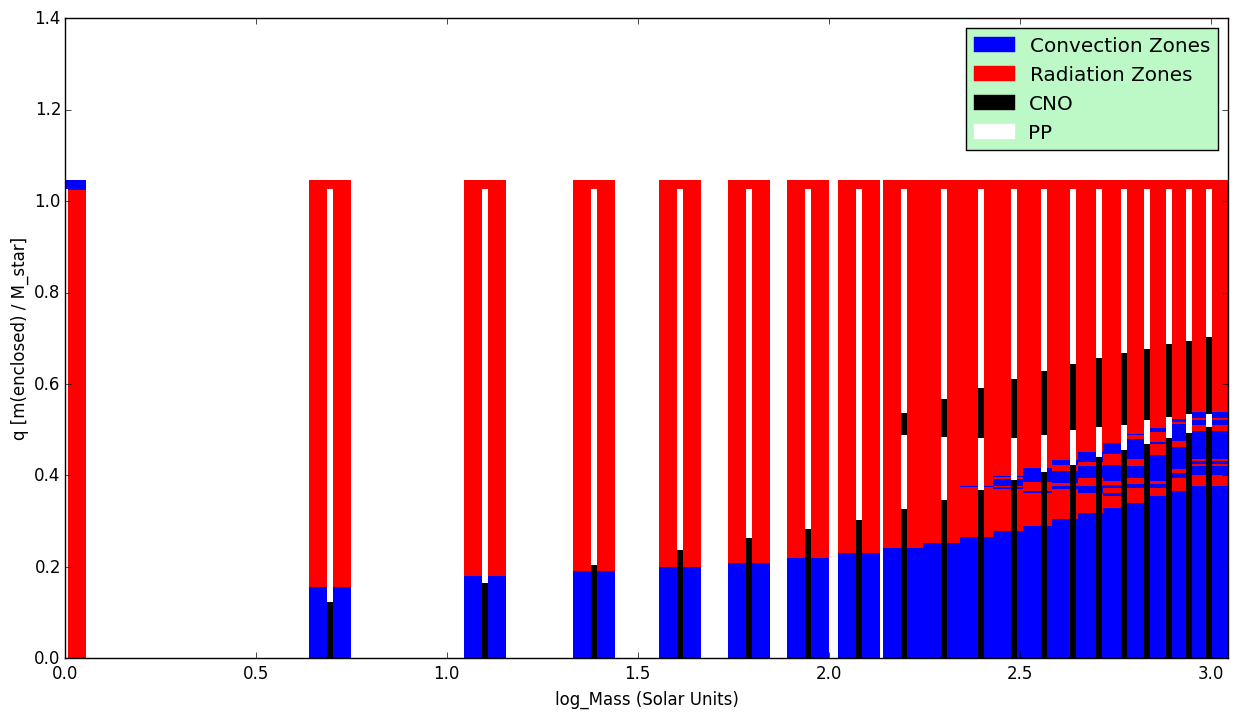 1.4
1.2
1.0
0.8
0.6
0.4
0.2
0.0
q [m(enclosed) / M_star]
Convection Zones
Radiation Zones
CNO
PP
0.0 0.5 1.0 1.5 2.0 2.5 3.0
log_Mass (Solar Units)